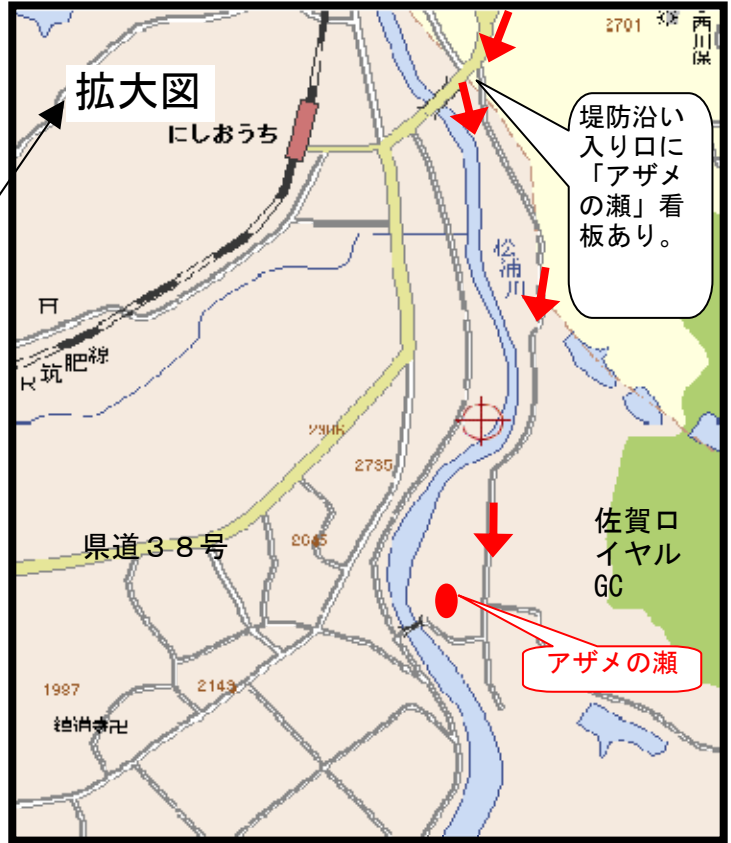 2701
西川保
拡大図
にしおうち
堤防沿い
入り口に
「アザメ
の瀬」看
板あり。
松浦川
筑肥線
2735
県道３８号
佐賀ロ
イヤル
GC
アザメの瀬
1987
2143